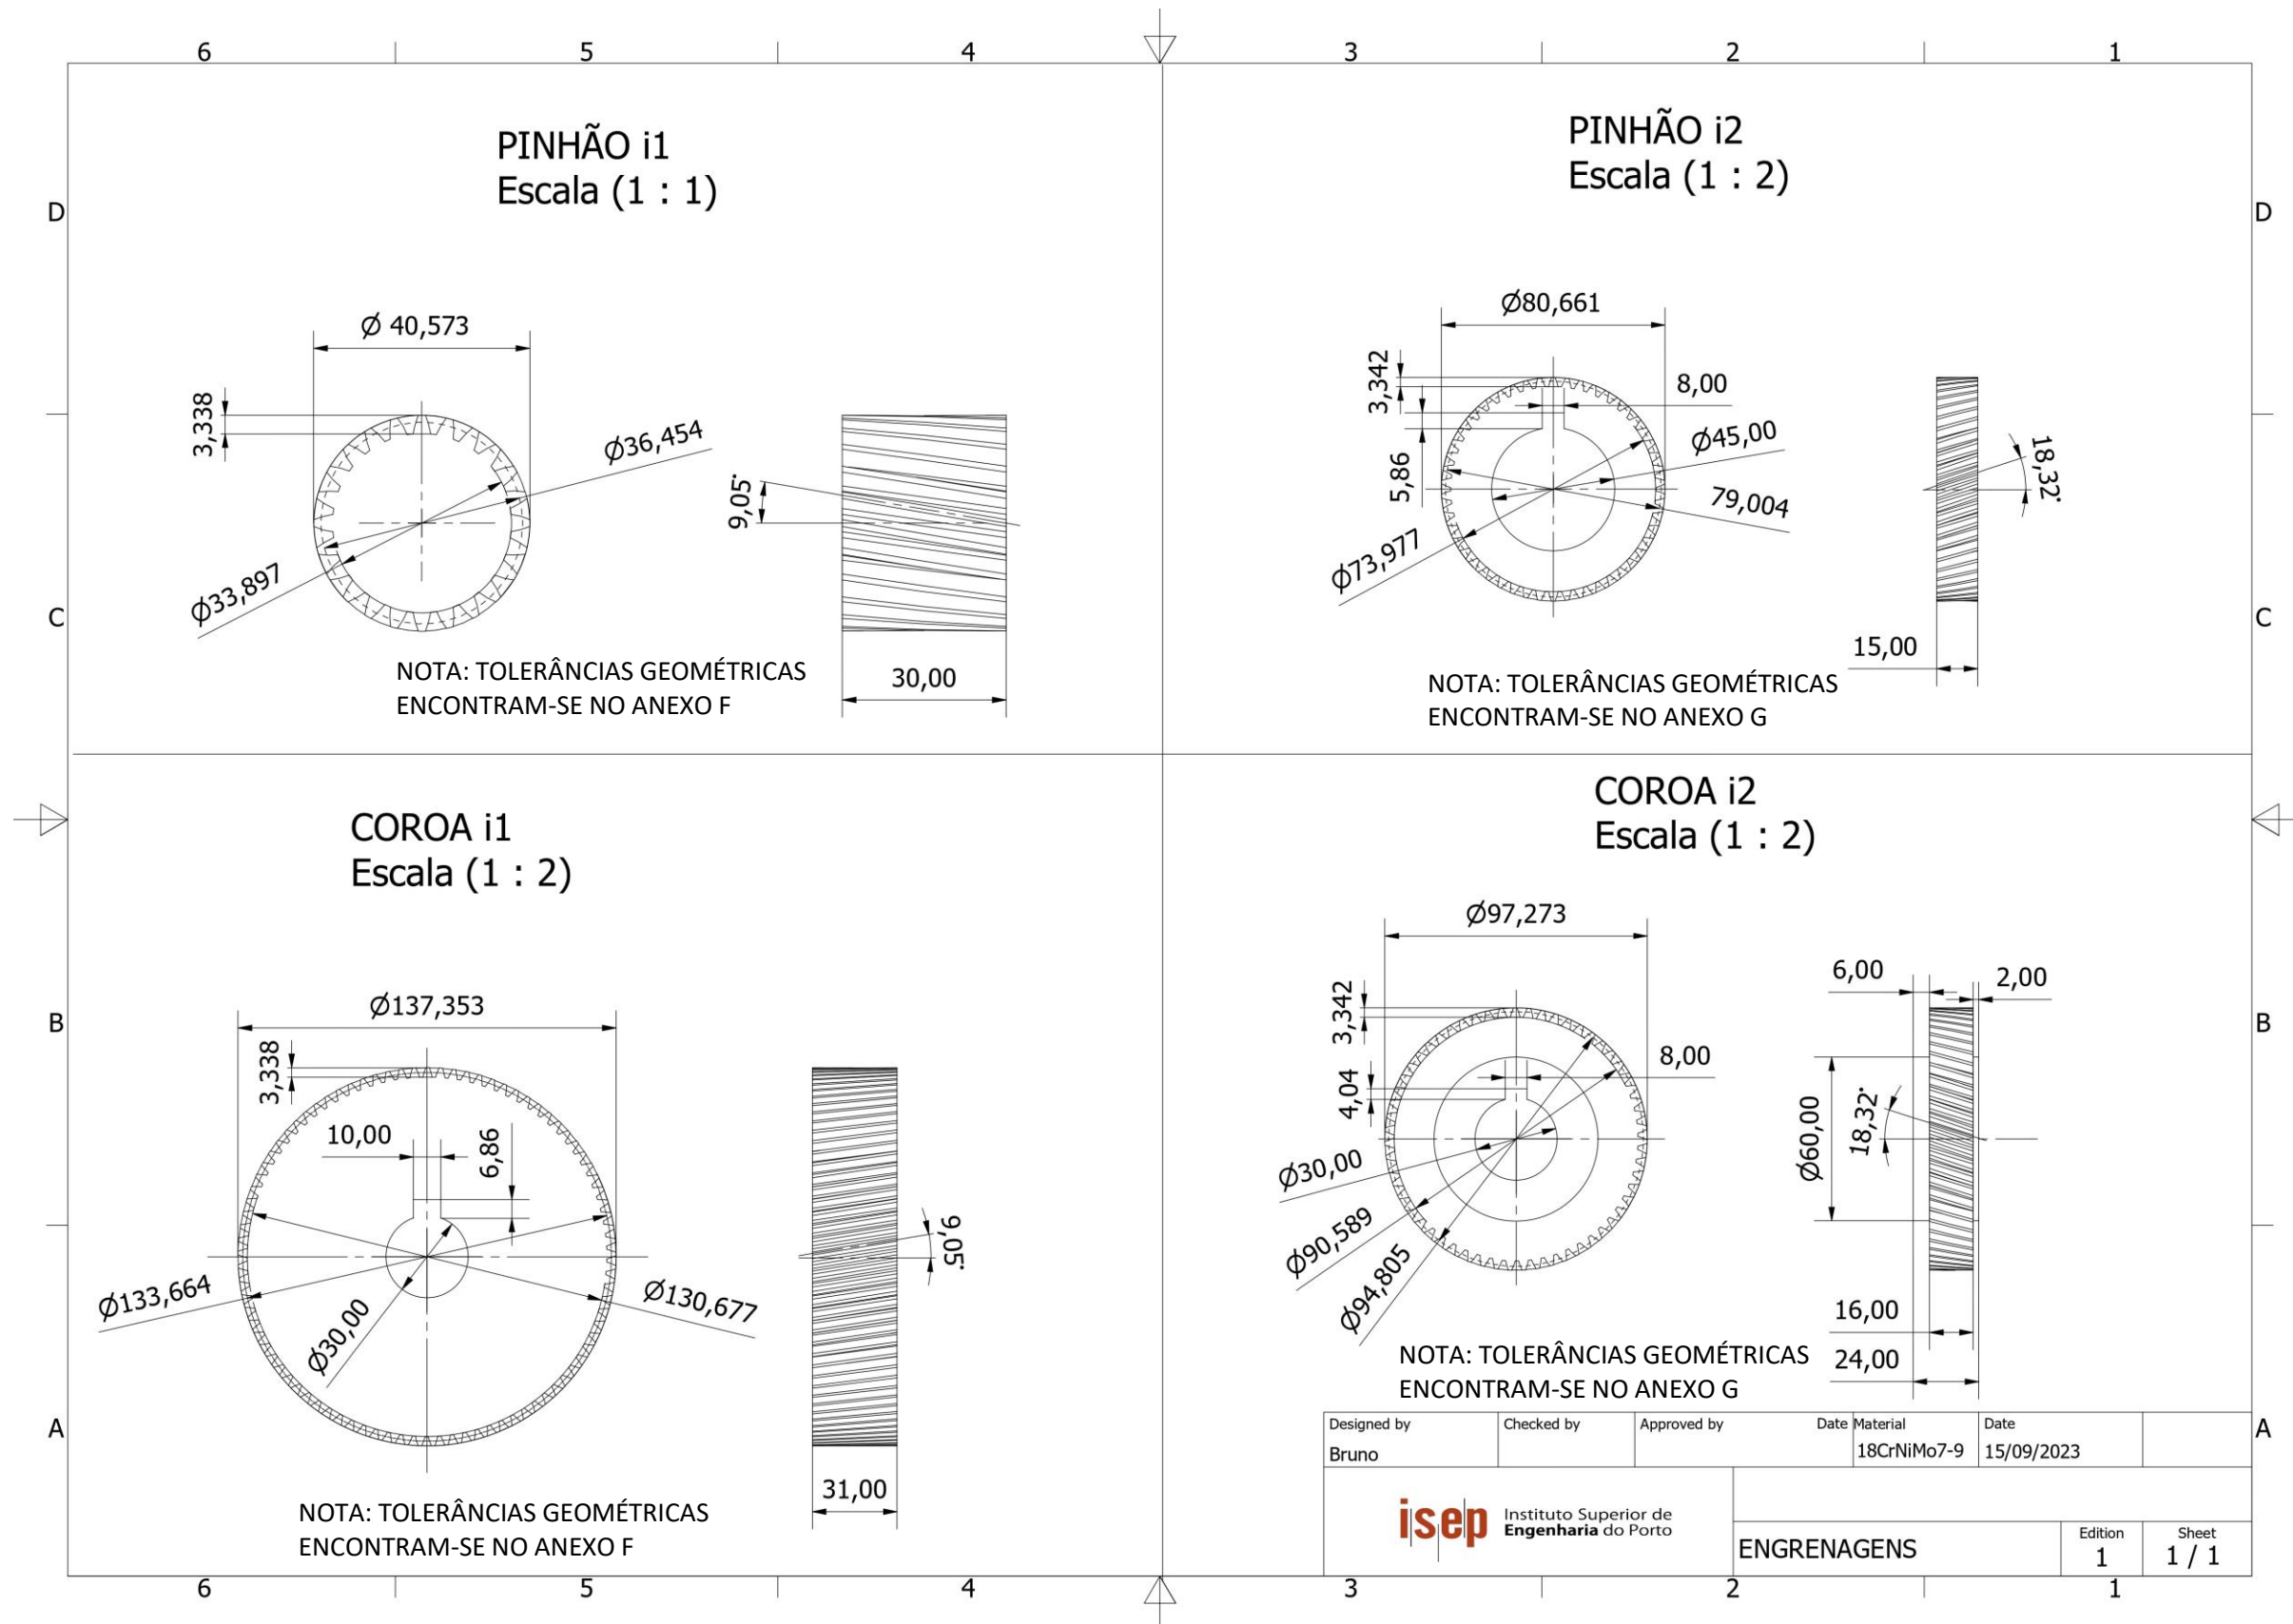 6 5 4 3 2 1
D
D
C
C
B
B
A
A
PINHÃO i1
Escala (1 : 1)
Ø 40,573
3,338
Ø36,454
Ø33,897
9,05°
30,00
NOTA: TOLERÂNCIAS GEOMÉTRICAS
ENCONTRAM-SE NO ANEXO F
PINHÃO i2
Escala (1 : 2)
Ø80,661
3,342
8,00
5,86
Ø45,00
79,004
Ø73,977
18,32°
15,00
NOTA: TOLERÂNCIAS GEOMÉTRICAS
ENCONTRAM-SE NO ANEXO G
COROA i1
Escala (1 : 2)
Ø137,353
3,338
10,00
6,86
Ø133,664
Ø30,00
Ø130,677
9,05°
31,00
NOTA: TOLERÂNCIAS GEOMÉTRICAS
ENCONTRAM-SE NO ANEXO F
COROA i2
Escala (1 : 2)
Ø97,273
3,342
8,00
4,04
Ø30,00
Ø90,589
Ø94,805
6,00
2,00
Ø60,00
18,32°
16,00
24,00
NOTA: TOLERÂNCIAS GEOMÉTRICAS
ENCONTRAM-SE NO ANEXO G
Designed by Checked by Approved by Date Material Date
Bruno 18CrNiMo7-9 15/09/2023
isep Instituto Superior de
Engenharia do Porto
ENGRENAGENS
Edition Sheet
1 1 / 1
6 5 4 3 2 1